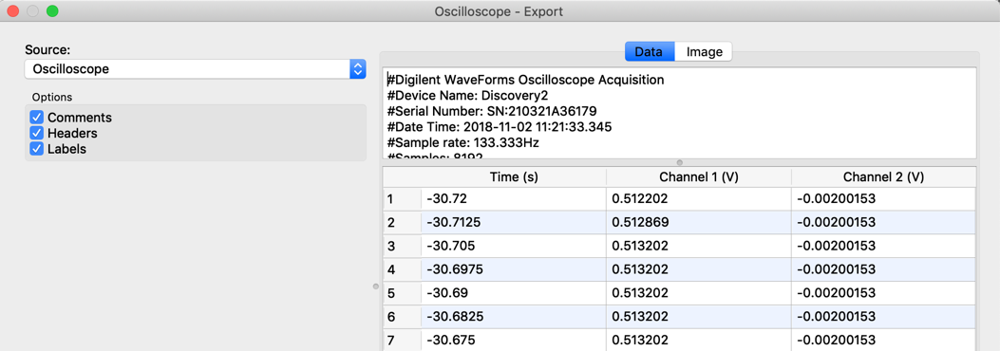 Oscilloscope - Export
Source:
Oscilloscope
Options
Comments
Headers
Labels
Data Image
#Digilent WaveForms Oscilloscope Acquisition
#Device Name: Discovery2
#Serial Number: SN:210321A36179
#Date Time: 2018-11-02 11:21:33.345
#Sample rate: 133.333Hz
#Samples: 8192
Time (s) Channel 1 (V) Channel 2 (V)
1 -30.72 0.512202 -0.00200153
2 -30.7125 0.512869 -0.00200153
3 -30.705 0.513202 -0.00200153
4 -30.6975 0.513202 -0.00200153
5 -30.69 0.513202 -0.00200153
6 -30.6825 0.513202 -0.00200153
7 -30.675 0.513202 -0.00200153